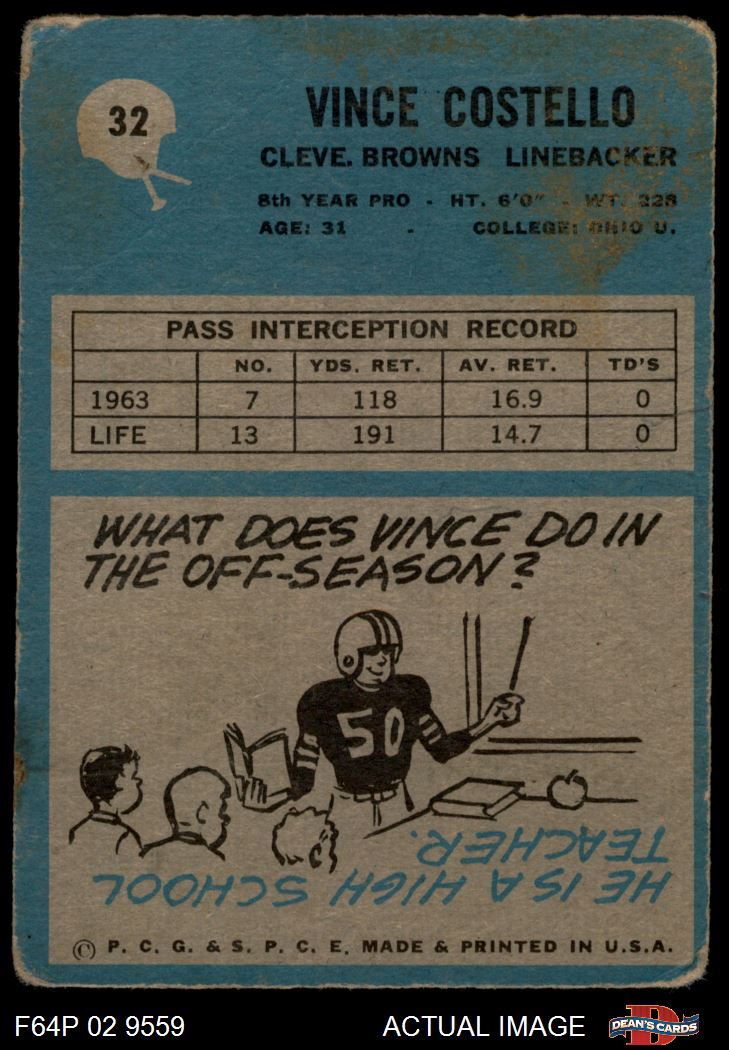 32
VINCE COSTELLO
CLEVE. BROWNS LINEBACKER
8th YEAR PRO - HT. 6'0" - WT. 228
AGE: 31 - COLLEGE: OHIO U.
PASS INTERCEPTION RECORD
NO. YDS. RET. AV. RET. TD'S
1963 7 118 16.9 0
LIFE 13 191 14.7 0
WHAT DOES VINCE DO IN
THE OFF-SEASON?
50
HE IS A HIGH SCHOOL
TEACHER.
© P. C. G. & S. P. C. E. MADE & PRINTED IN U.S.A.
F64P 02 9559 ACTUAL IMAGE D DEAN'S CARDS